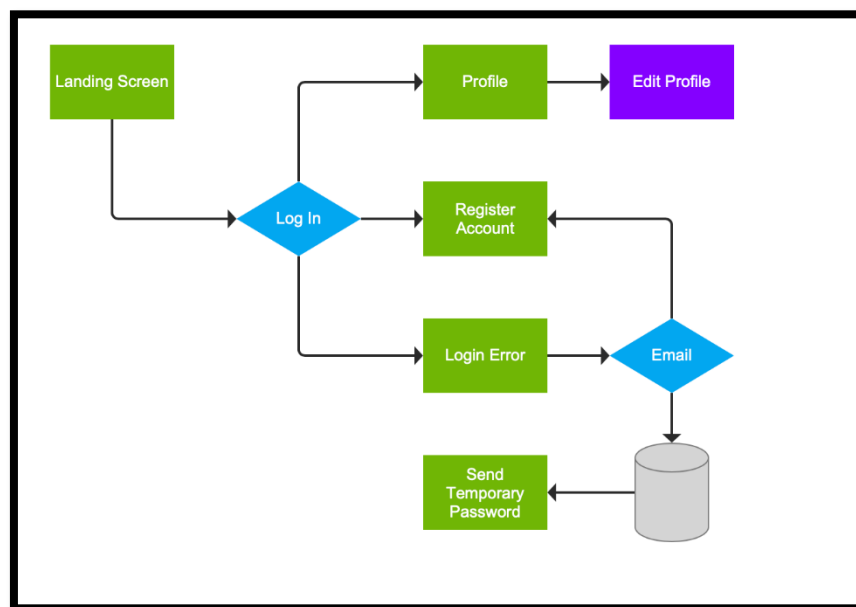 Landing Screen
Profile
Edit Profile
Log In
Register
Account
Login Error
Email
Send
Temporary
Password